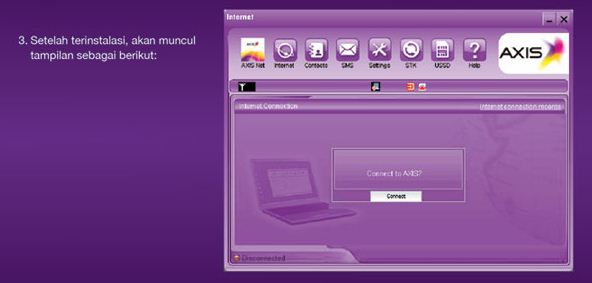 3. Setelah terinstalasi, akan muncul
tampilan sebagai berikut:
Internet
AXIS Net Internet Contacts SMS Settings STK USSD Help
AXIS
Internet Connection
Internet connection records
Connect to AXIS?
Connect
Disconnected